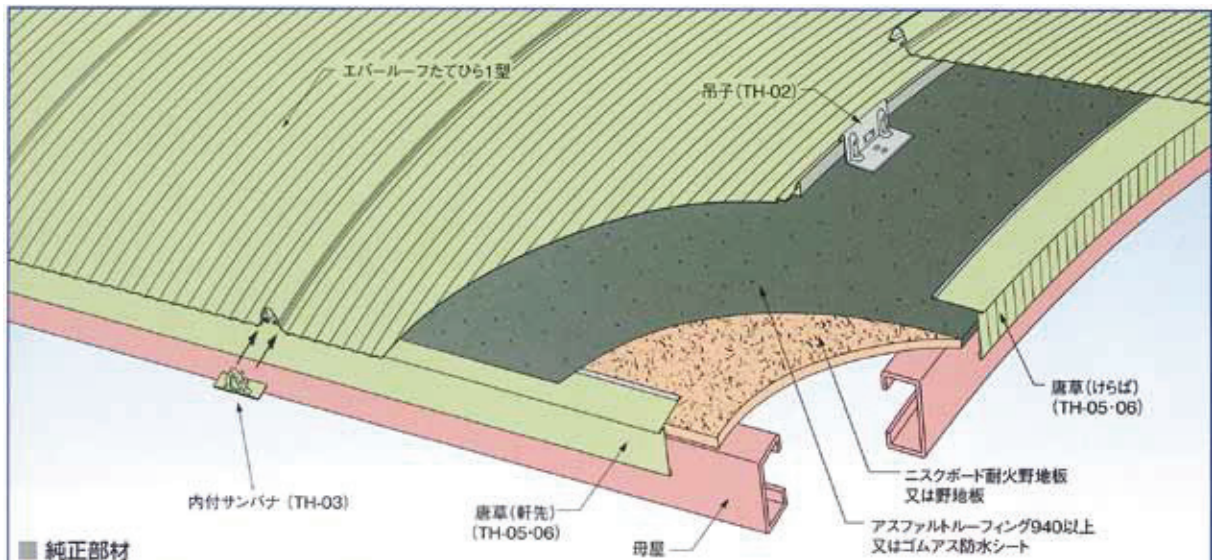 エバールーフたてひら1型
吊子(TH-02)
唐草(けらば)
(TH-05・06)
ニスクボード耐火野地板
又は野地板
内付サンバナ (TH-03)
唐草(軒先)
(TH-05・06)
母屋
アスファルトルーフィング940以上
又はゴムアス防水シート
■ 純正部材